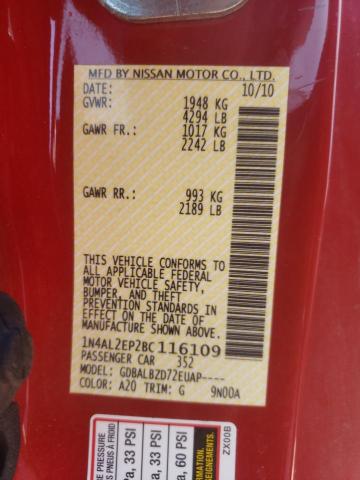 MFD BY NISSAN MOTOR CO., LTD.
DATE: 10/10
GVWR: 1948 KG
4294 LB
GAWR FR.: 1017 KG
2242 LB
GAWR RR.: 993 KG
2189 LB
THIS VEHICLE CONFORMS TO
ALL APPLICABLE FEDERAL
MOTOR VEHICLE SAFETY,
BUMPER, AND THEFT
PREVENTION STANDARDS IN
EFFECT ON THE DATE OF
MANUFACTURE SHOWN ABOVE.
1N4AL2EP2BC116109
PASSENGER CAR 352
MODEL: GDBALBZD72EUAP----
COLOR: A20 TRIM: G 9N00A
ZX00B
E PRESSURE
S PNEUS À FROID
a, 33 PSI
a, 33 PSI
a, 60 PSI